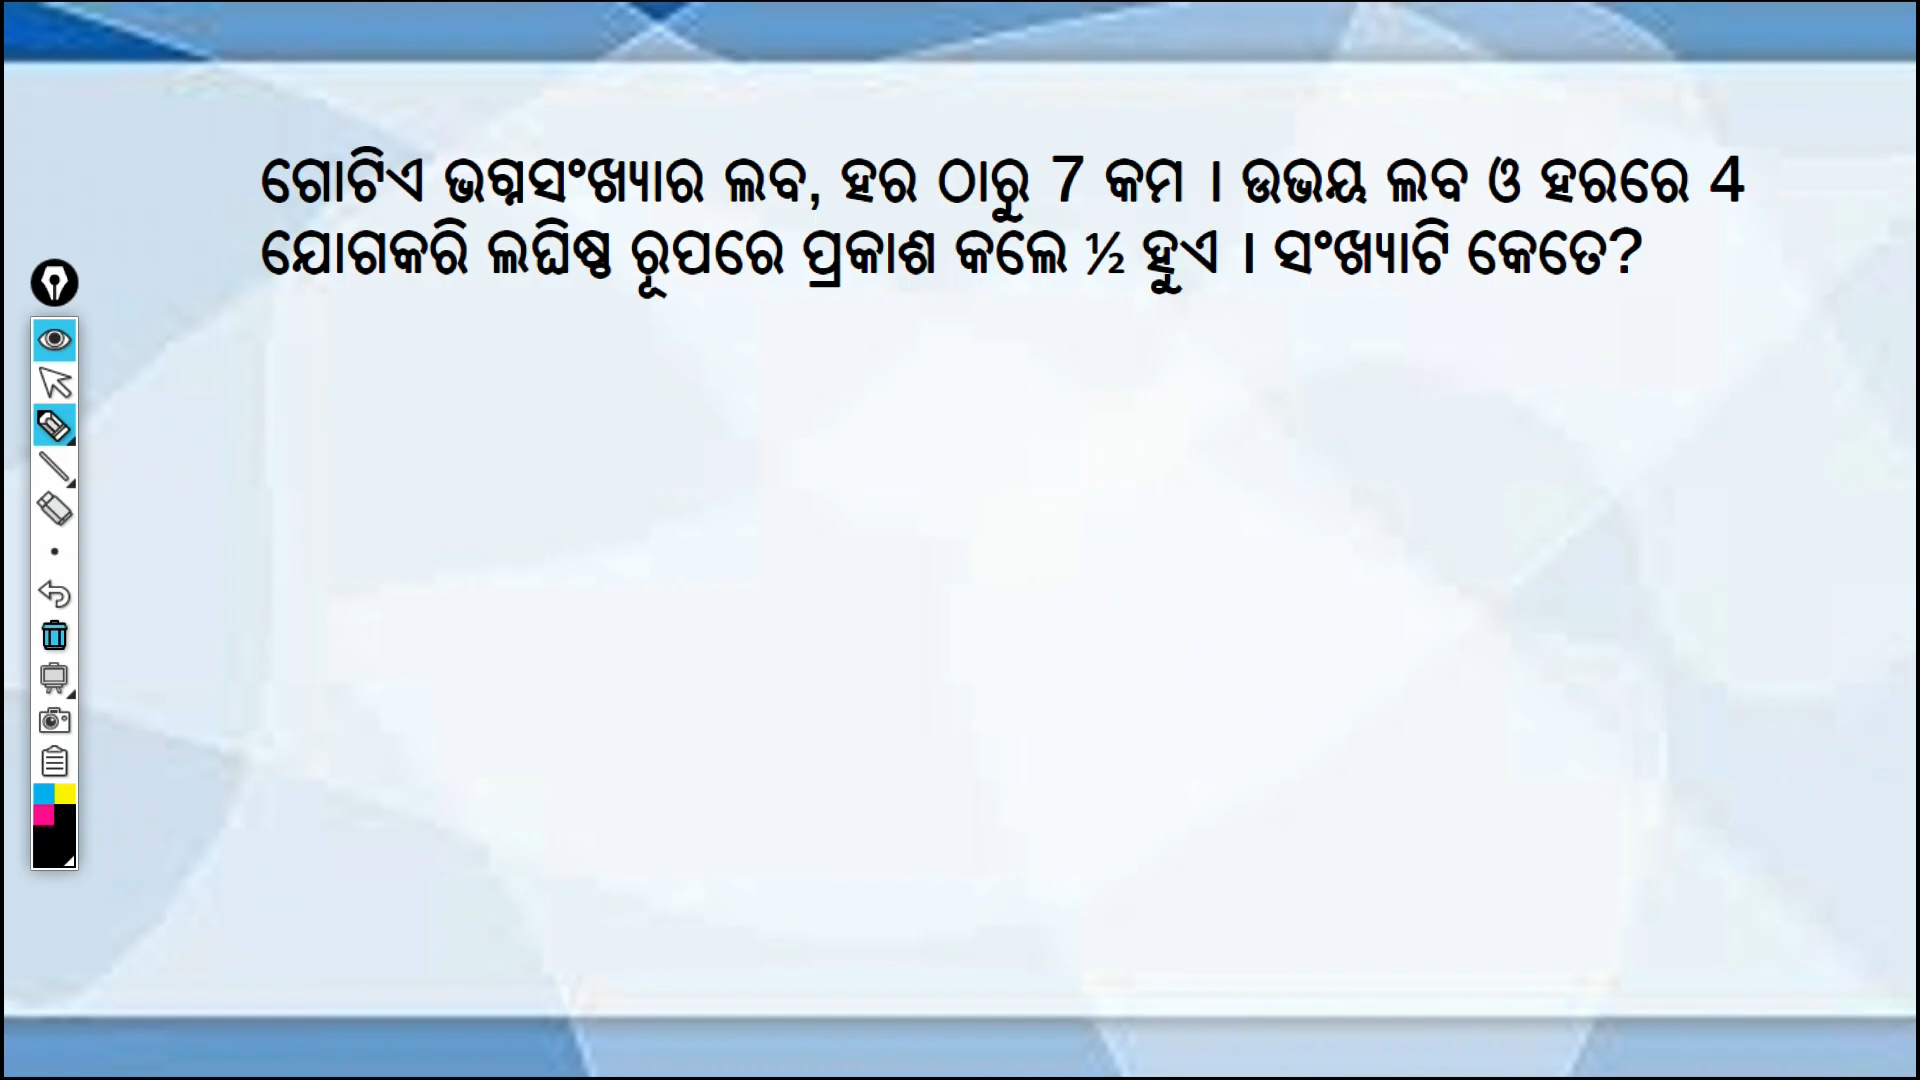 ଗୋଟିଏ ଭଗ୍ନସଂଖ୍ୟାର ଲବ, ହର ଠାରୁ 7 କମ । ଉଭୟ ଲବ ଓ ହରରେ 4
ଯୋଗକରି ଲଘିଷ୍ଠ ରୂପରେ ପ୍ରକାଶ କଲେ ½ ହୁଏ । ସଂଖ୍ୟାଟି କେତେ?